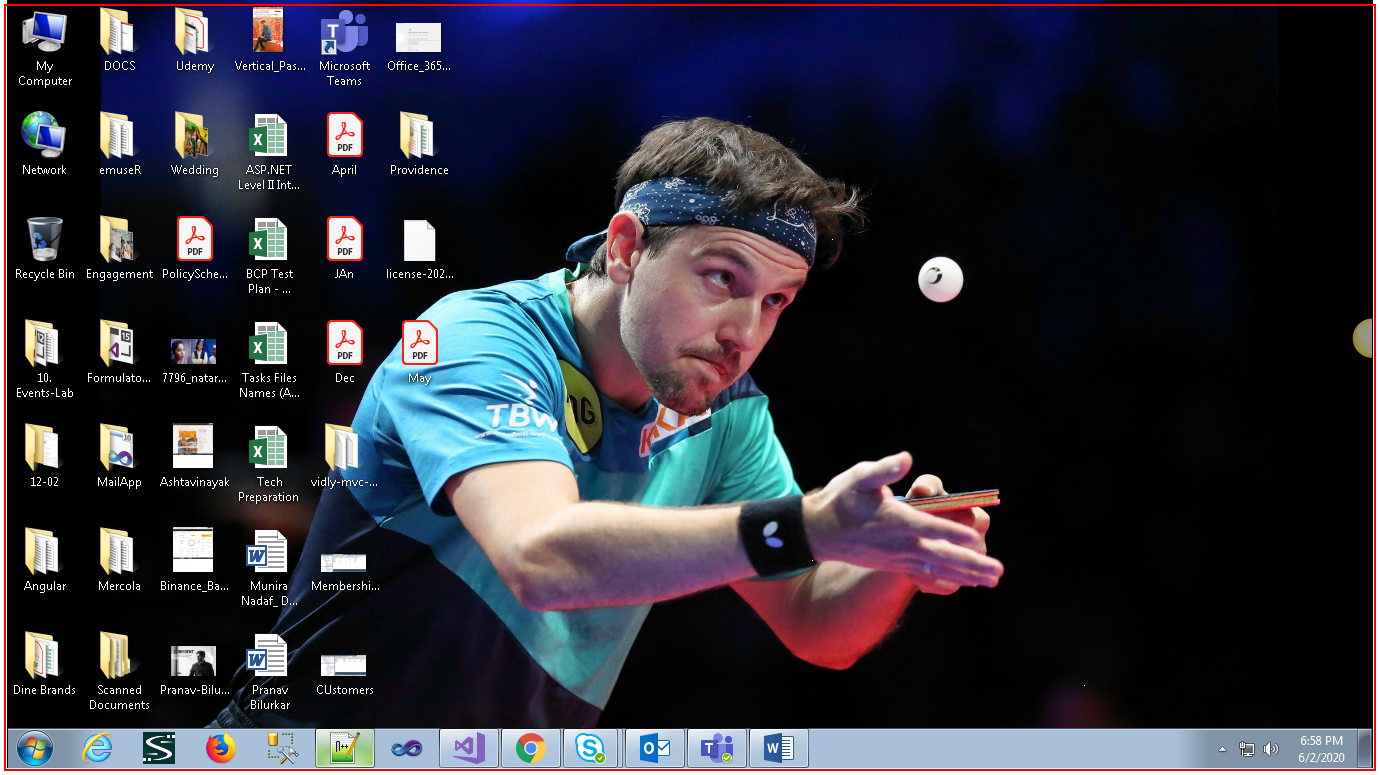 My
Computer
DOCS
Udemy
Vertical_Pas...
Microsoft
Teams
Office_365...
Network
emuseR
Wedding
ASP.NET
Level II Int...
April
Providence
Recycle Bin
Engagement
PolicySche...
BCP Test
Plan - ...
JAn
license-202...
10.
Events-Lab
Formulato...
7796_natar...
Tasks Files
Names (A...
Dec
May
12-02
MailApp
Ashtavinayak
Tech
Preparation
vidly-mvc-...
Angular
Mercola
Binance_Ba...
Munira
Nadaf_ D...
Membershi...
Dine Brands
Scanned
Documents
Pranav-Bilu...
Pranav
Bilurkar
CUstomers
TBW
6:58 PM
6/2/2020